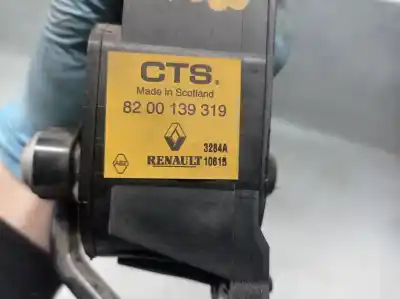 CTS®
Made in Scotland
82 00 139 319
3284A
RENAULT 10615